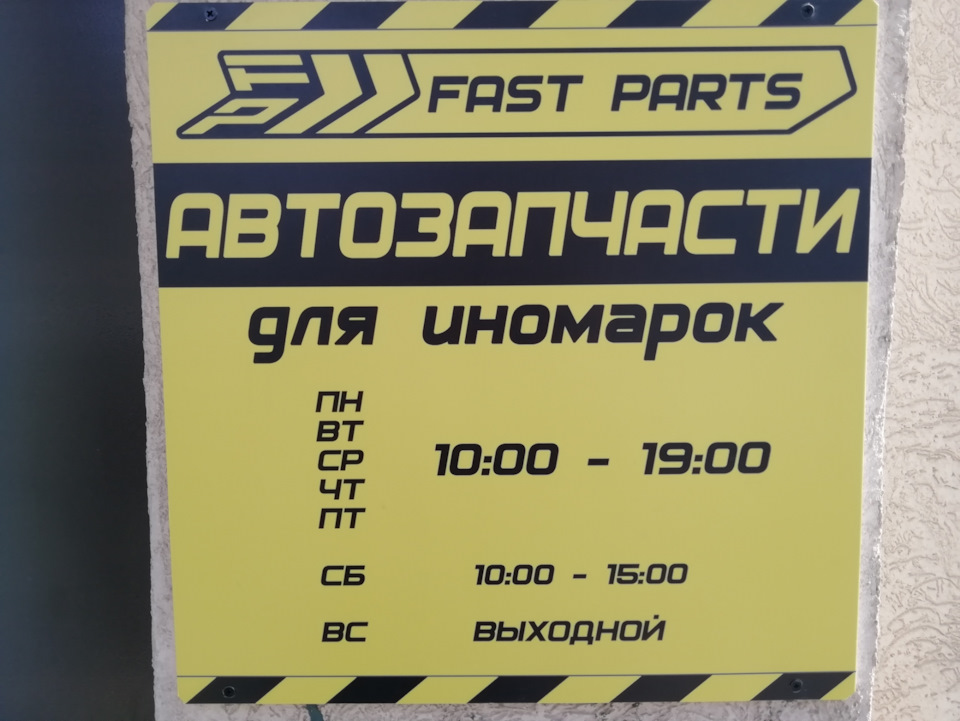 FP FAST PARTS
АВТОЗАПЧАСТИ
для иномарок
ПН
ВТ
СР 10:00 - 19:00
ЧТ
ПТ
СБ 10:00 - 15:00
ВС ВЫХОДНОЙ